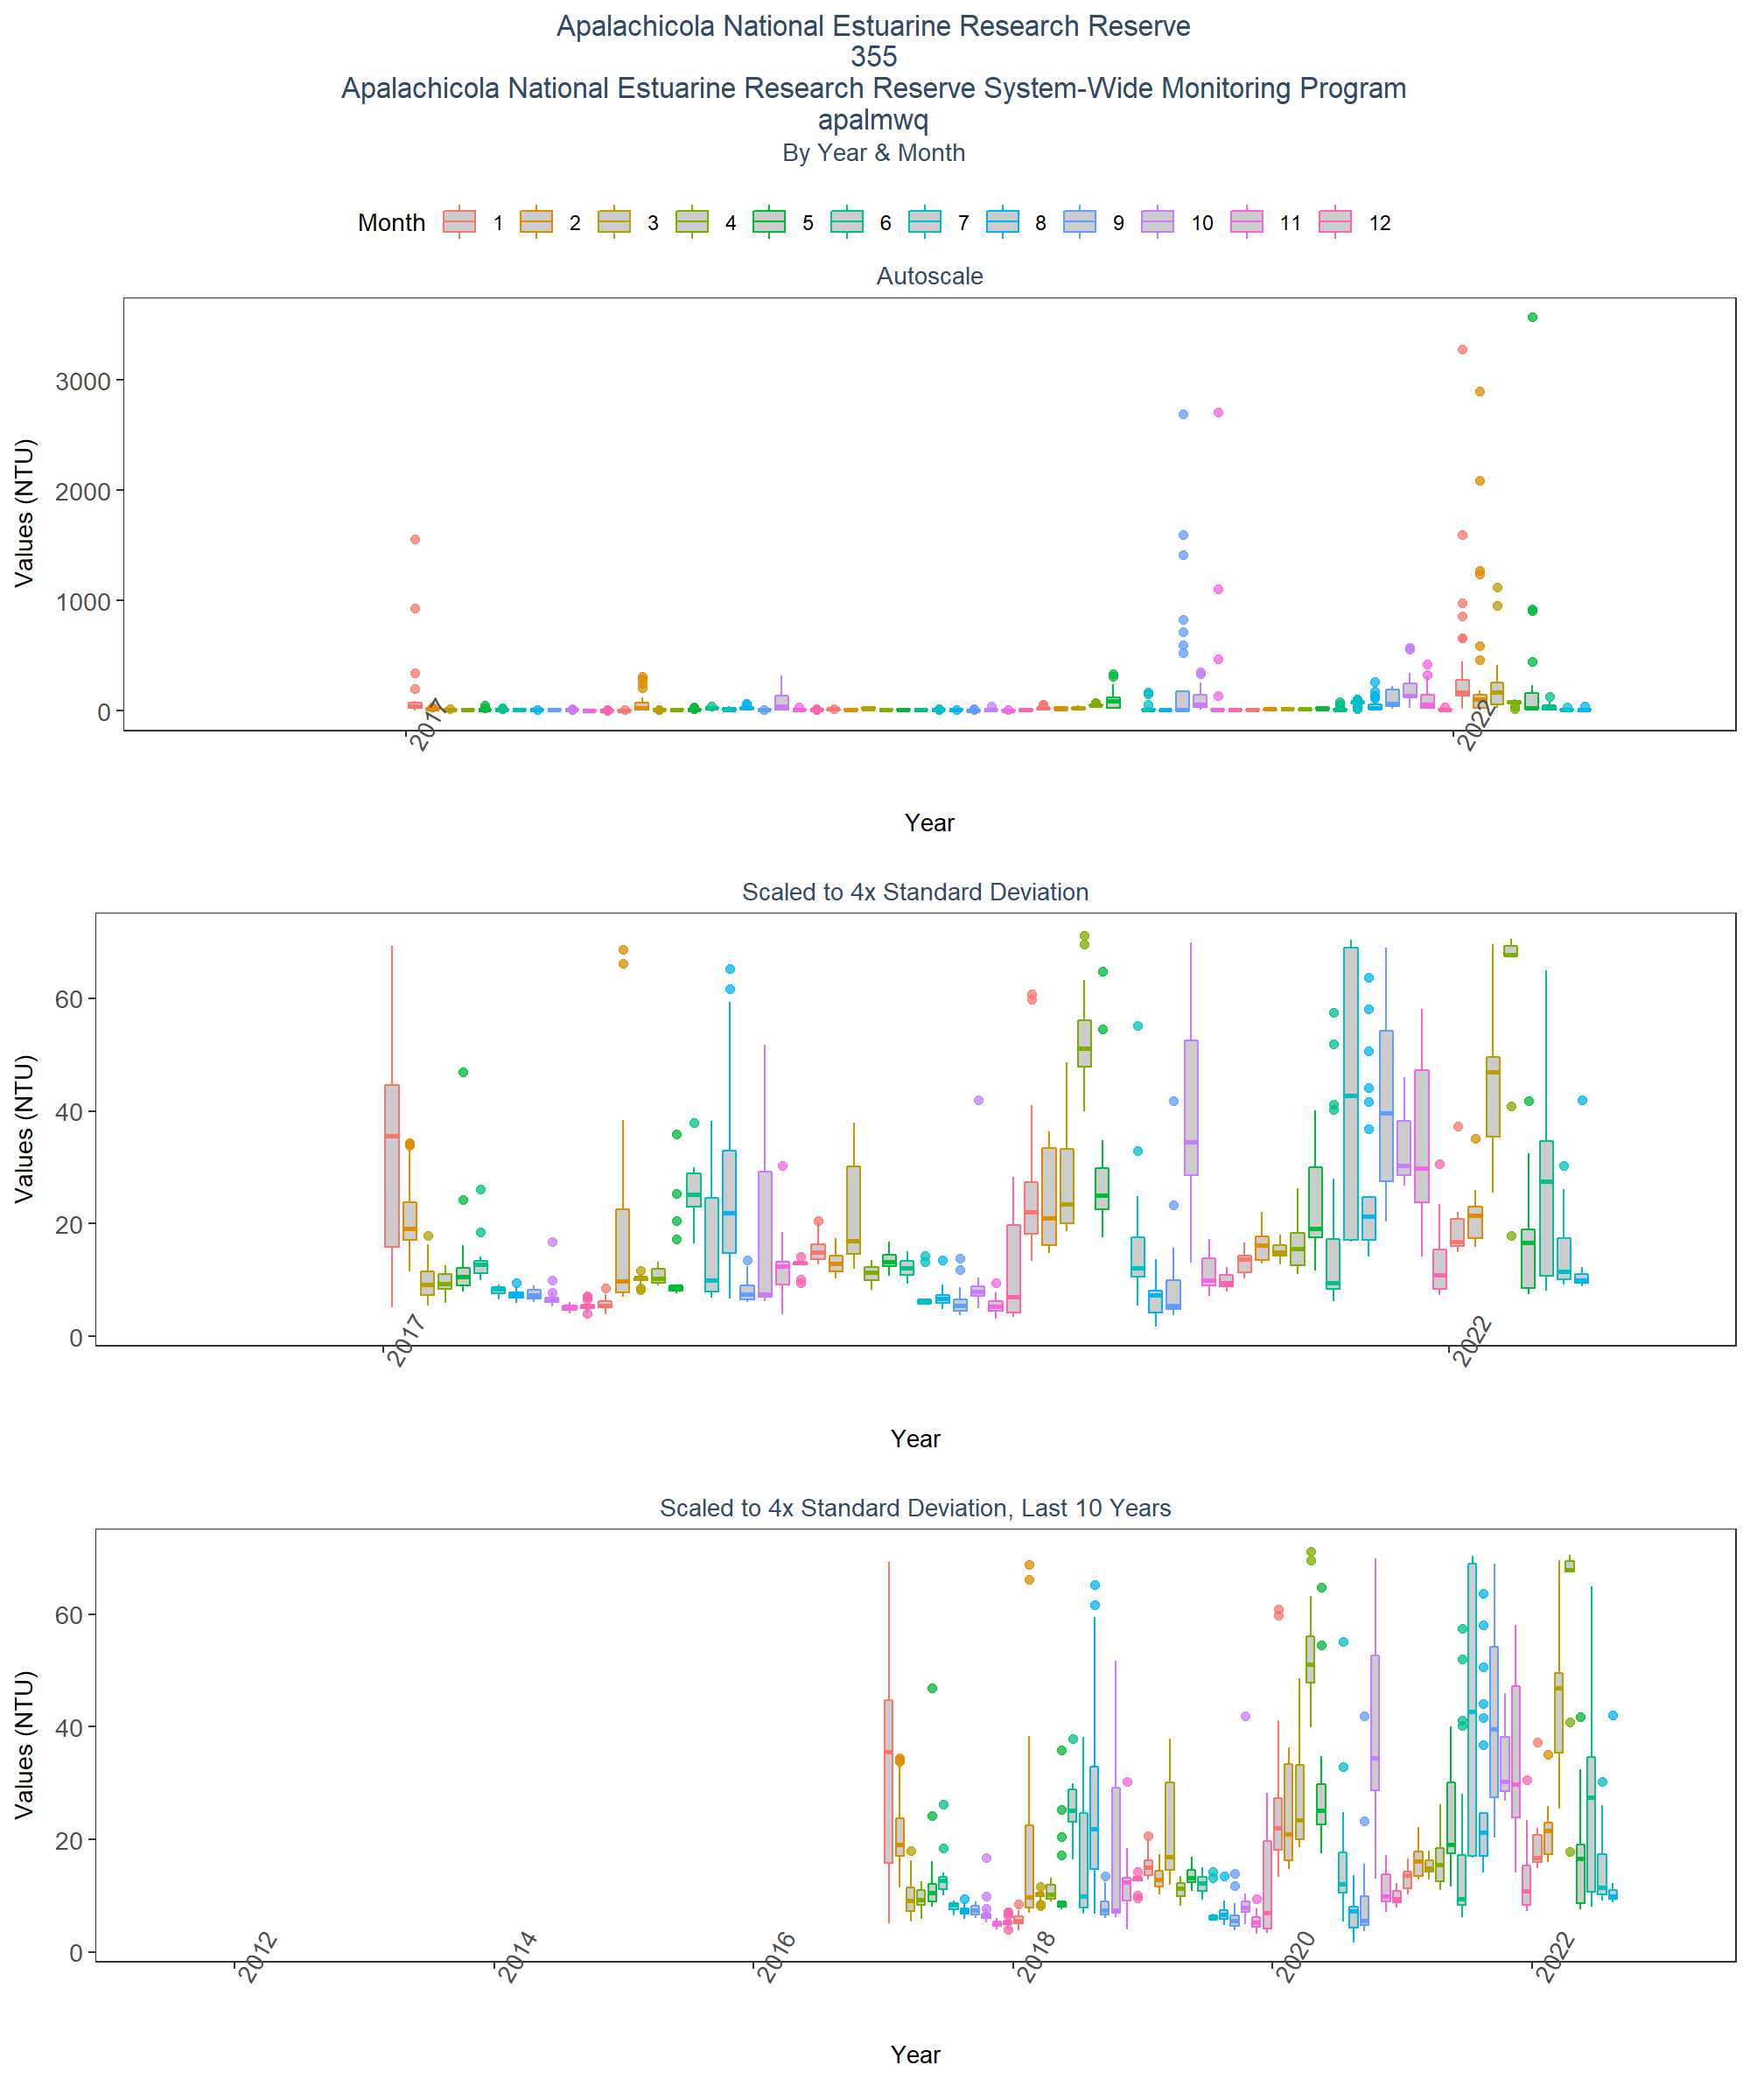 Apalachicola National Estuarine Research Reserve
355
Apalachicola National Estuarine Research Reserve System-Wide Monitoring Program
apalmwq
By Year & Month
Month 1 2 3 4 5 6 7 8 9 10 11 12
Autoscale
3000
2000
1000
0
Values (NTU)
2017 2022
Year
Scaled to 4x Standard Deviation
60
40
20
0
Values (NTU)
2017 2022
Year
Scaled to 4x Standard Deviation, Last 10 Years
60
40
20
0
Values (NTU)
2012 2014 2016 2018 2020 2022
Year